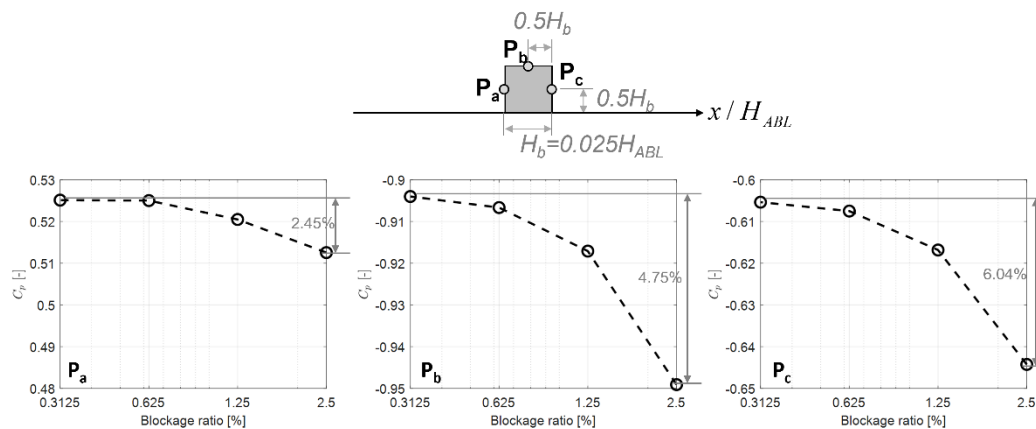 0.5H_b
P_b
P_a
P_c
0.5H_b
x / H_ABL
H_b=0.025H_ABL
0.53
0.52
0.51
0.5
0.49
0.48
C_p [-]
2.45%
P_a
0.3125 0.625 1.25 2.5
Blockage ratio [%]
-0.9
-0.91
-0.92
-0.93
-0.94
-0.95
C_p [-]
4.75%
P_b
0.3125 0.625 1.25 2.5
Blockage ratio [%]
-0.6
-0.61
-0.62
-0.63
-0.64
-0.65
C_p [-]
6.04%
P_c
0.3125 0.625 1.25 2.5
Blockage ratio [%]